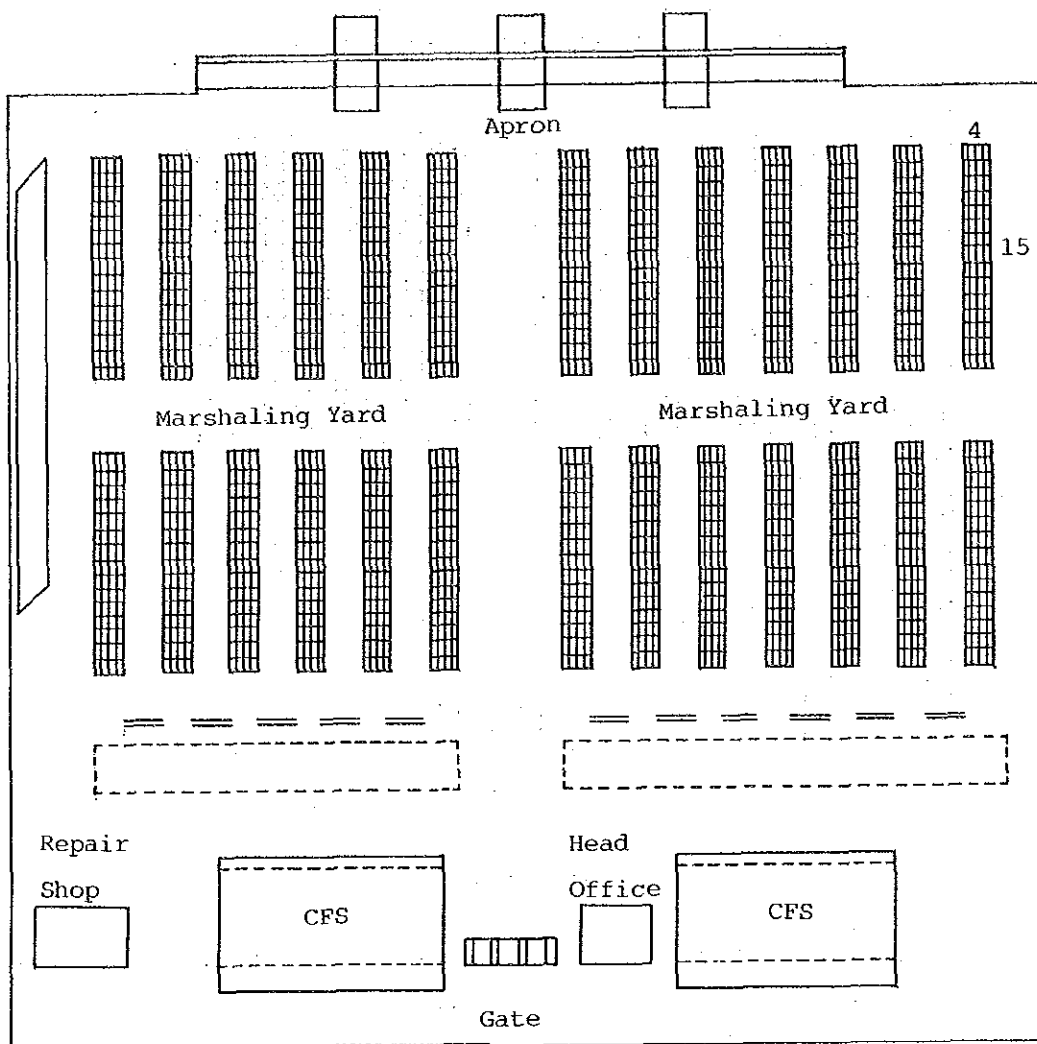 Apron
4
15
Marshaling Yard
Marshaling Yard
Repair
Shop
Head
Office
CFS
CFS
Gate